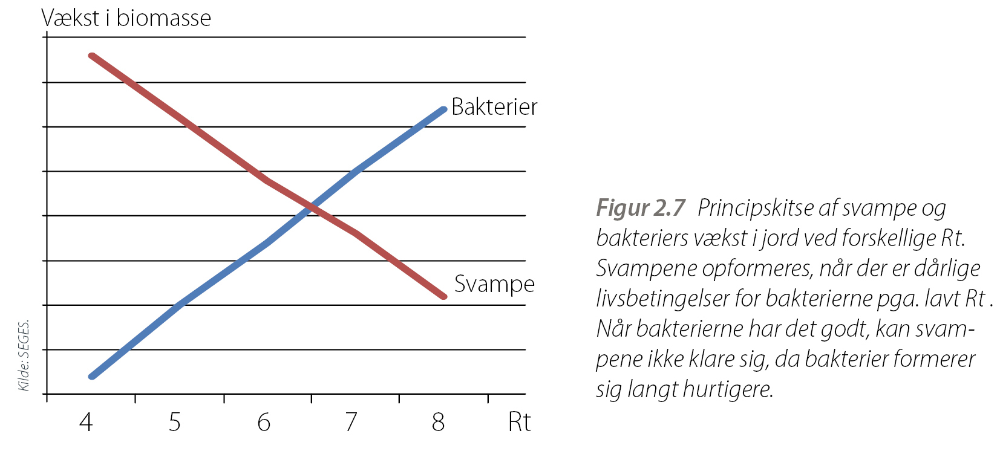 Vækst i biomasse
Bakterier
Svampe
Kilde: SEGES.
4 5 6 7 8 Rt
Figur 2.7 Principskitse af svampe og
bakteriers vækst i jord ved forskellige Rt.
Svampene opformeres, når der er dårlige
livsbetingelser for bakterierne pga. lavt Rt .
Når bakterierne har det godt, kan svam-
pene ikke klare sig, da bakterier formerer
sig langt hurtigere.